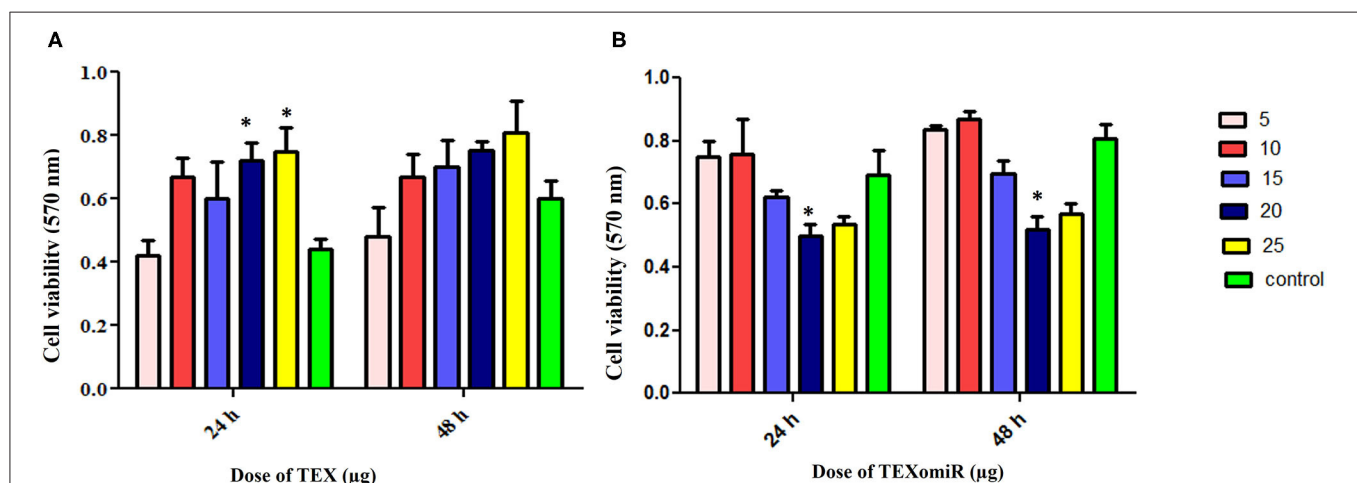 A
1.0
0.8
0.6
0.4
0.2
0.0
Cell viability (570 nm)
* *
24 h
48 h
Dose of TEX (µg)
B
1.0
0.8
0.6
0.4
0.2
0.0
Cell viability (570 nm)
*
*
24 h
48 h
Dose of TEXomiR (µg)
5
10
15
20
25
control